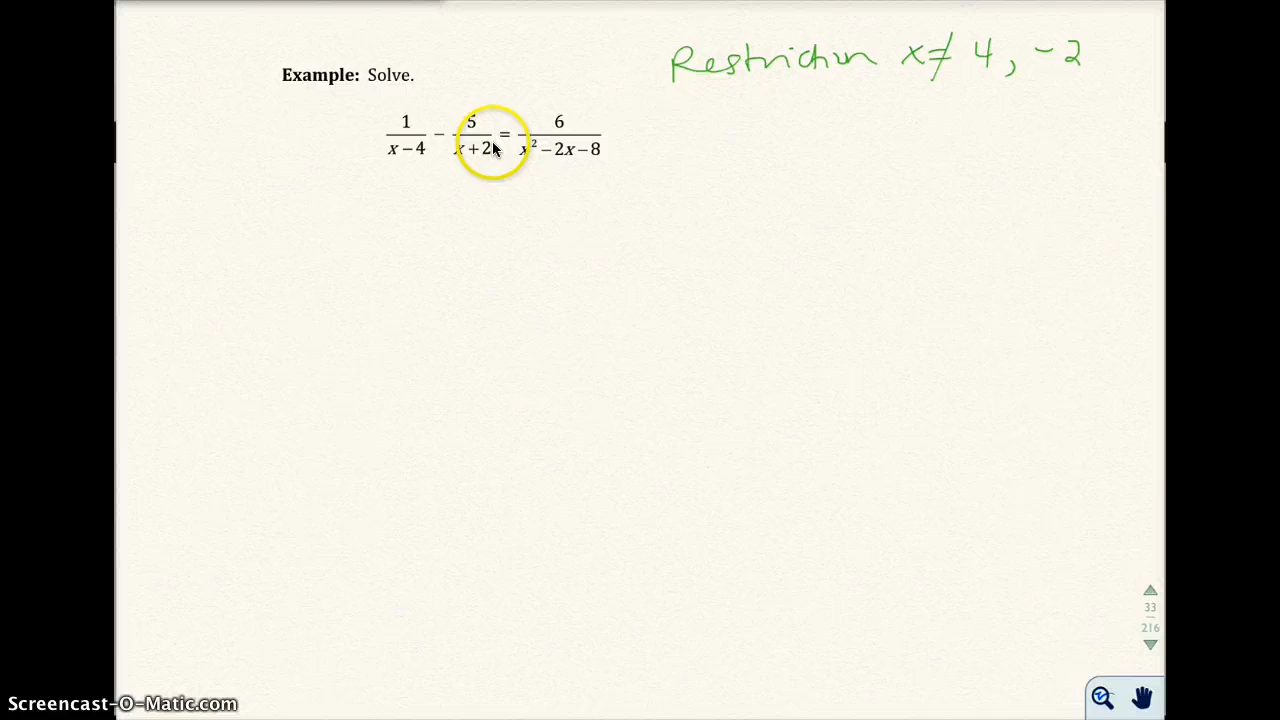 Restriction x ≠ 4, -2
Example: Solve.
1/(x-4) - 5/(x+2) = 6/(x² - 2x - 8)
33
216
Screencast-O-Matic.com